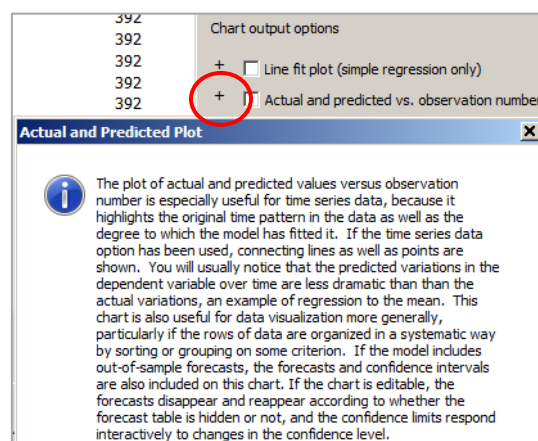 392
392
392
392
392
Chart output options
+ Line fit plot (simple regression only)
+ Actual and predicted vs. observation number
Actual and Predicted Plot
The plot of actual and predicted values versus observation
number is especially useful for time series data, because it
highlights the original time pattern in the data as well as the
degree to which the model has fitted it. If the time series data
option has been used, connecting lines as well as points are
shown. You will usually notice that the predicted variations in the
dependent variable over time are less dramatic than than the
actual variations, an example of regression to the mean. This
chart is also useful for data visualization more generally,
particularly if the rows of data are organized in a systematic way
by sorting or grouping on some criterion. If the model includes
out-of-sample forecasts, the forecasts and confidence intervals
are also included on this chart. If the chart is editable, the
forecasts disappear and reappear according to whether the
forecast table is hidden or not, and the confidence limits respond
interactively to changes in the confidence level.